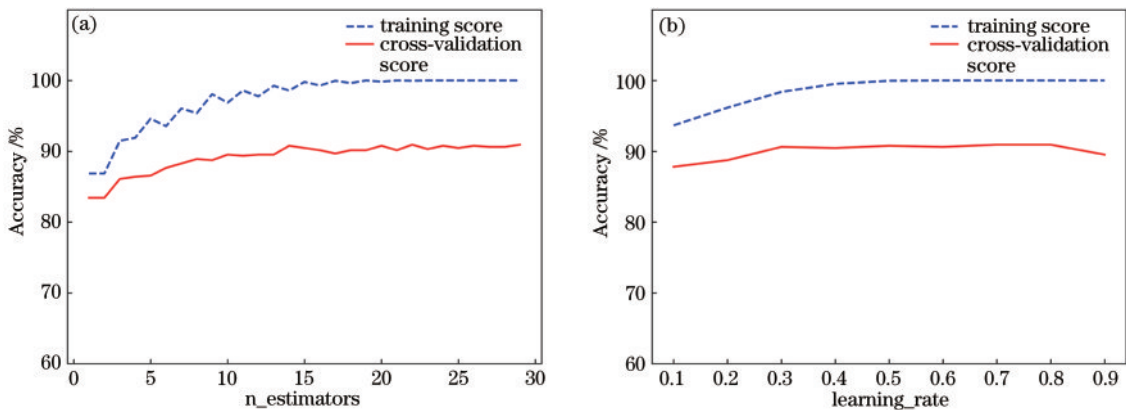 (a)
training score
cross-validation
score
100
90
80
70
60
Accuracy /%
0 5 10 15 20 25 30
n_estimators
(b)
training score
cross-validation
score
100
90
80
70
60
Accuracy /%
0.1 0.2 0.3 0.4 0.5 0.6 0.7 0.8 0.9
learning_rate